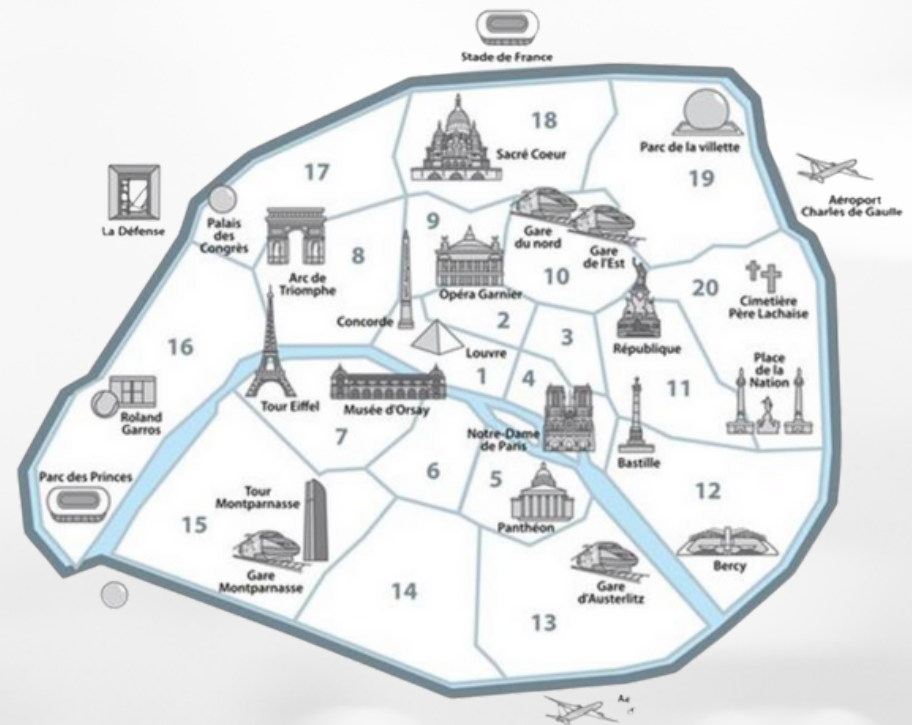 Stade de France
18
Sacré Coeur
Parc de la villette
19
Aéroport
Charles de Gaulle
17
La Défense
Palais
des
Congrès
9
Gare
du nord
Gare
de l'Est
8
Arc de
Triomphe
10
Opéra Garnier
20
Cimetière
Père Lachaise
Concorde
2
3
République
Louvre
16
1
4
11
Place
de la
Nation
Roland
Garros
Tour Eiffel
Musée d'Orsay
7
Notre-Dame
de Paris
Bastille
6
5
12
Parc des Princes
Tour
Montparnasse
Panthéon
15
Gare
Montparnasse
Bercy
14
Gare
d'Austerlitz
13